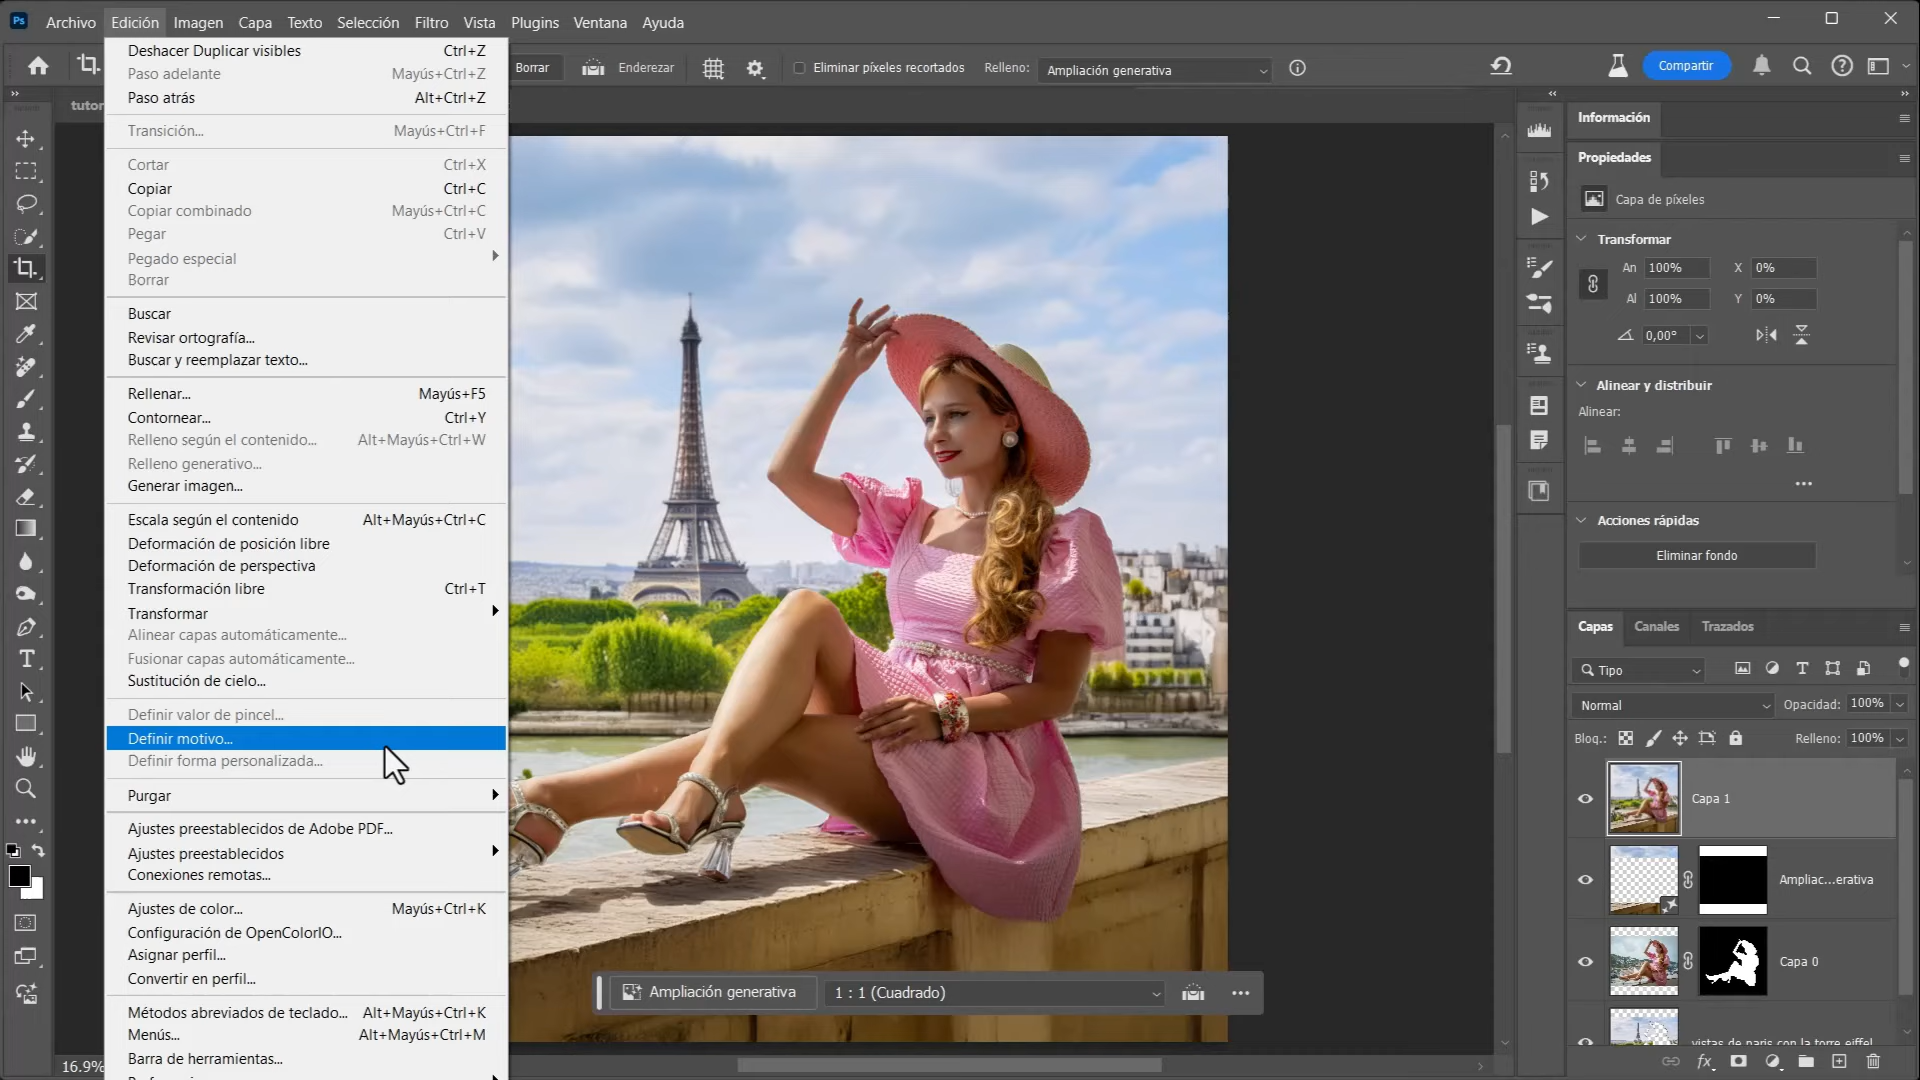 Ps Archivo Edición Imagen Capa Texto Selección Filtro Vista Plugins Ventana Ayuda
Borrar Enderezar Eliminar píxeles recortados Relleno: Ampliación generativa Compartir
tutor
Deshacer Duplicar visibles Ctrl+Z
Paso adelante Mayús+Ctrl+Z
Paso atrás Alt+Ctrl+Z
Transición... Mayús+Ctrl+F
Cortar Ctrl+X
Copiar Ctrl+C
Copiar combinado Mayús+Ctrl+C
Pegar Ctrl+V
Pegado especial
Borrar
Buscar
Revisar ortografía...
Buscar y reemplazar texto...
Rellenar... Mayús+F5
Contornear... Ctrl+Y
Relleno según el contenido... Alt+Mayús+Ctrl+W
Relleno generativo...
Generar imagen...
Escala según el contenido Alt+Mayús+Ctrl+C
Deformación de posición libre
Deformación de perspectiva
Transformación libre Ctrl+T
Transformar
Alinear capas automáticamente...
Fusionar capas automáticamente...
Sustitución de cielo...
Definir valor de pincel...
Definir motivo...
Definir forma personalizada...
Purgar
Ajustes preestablecidos de Adobe PDF...
Ajustes preestablecidos
Conexiones remotas...
Ajustes de color... Mayús+Ctrl+K
Configuración de OpenColorIO...
Asignar perfil...
Convertir en perfil...
Métodos abreviados de teclado... Alt+Mayús+Ctrl+K
Menús... Alt+Mayús+Ctrl+M
Barra de herramientas...
16.9%
Ampliación generativa 1 : 1 (Cuadrado)
Información
Propiedades
Capa de píxeles
Transformar
An 100% X 0%
Al 100% Y 0%
0,00°
Alinear y distribuir
Alinear:
Acciones rápidas
Eliminar fondo
Capas Canales Trazados
Tipo
Normal Opacidad: 100%
Bloq.: Relleno: 100%
Capa 1
Ampliac...erativa
Capa 0
vistas de paris con la torre eiffel
fx